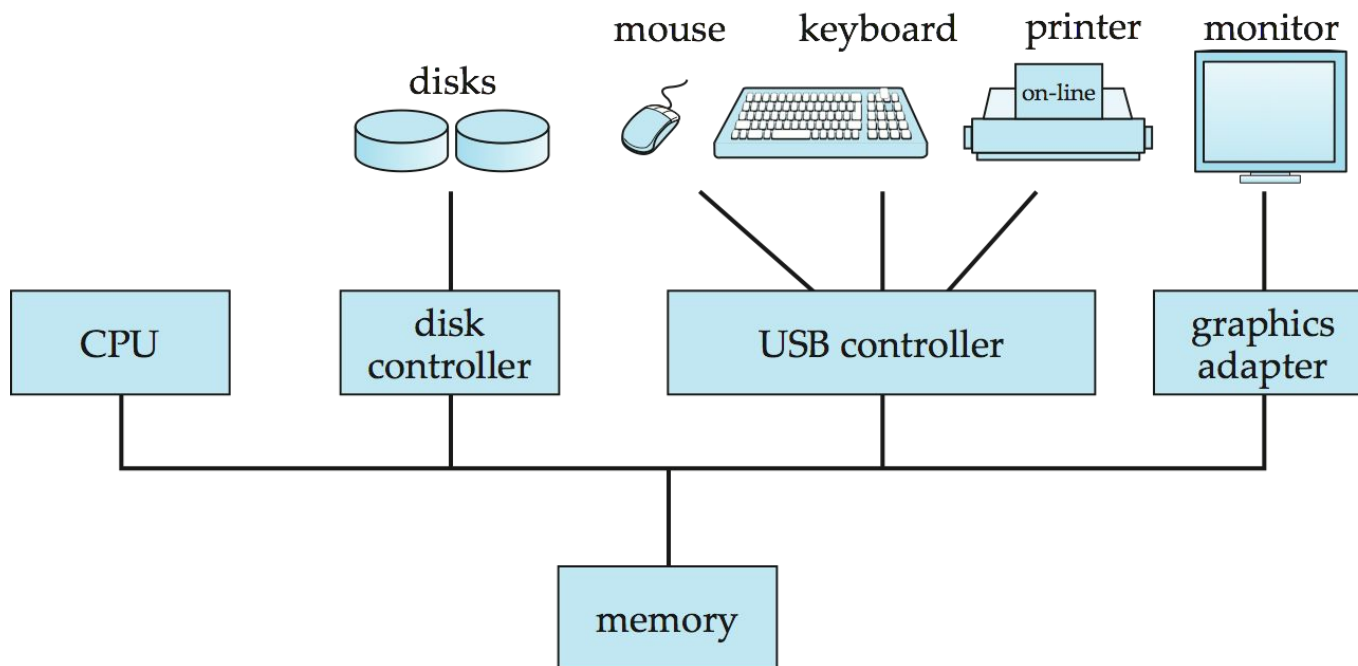 mouse
keyboard
printer
monitor
disks
on-line
CPU
disk
controller
USB controller
graphics
adapter
memory